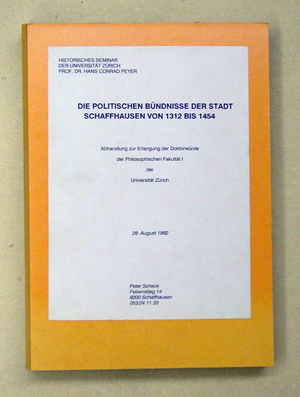 HISTORISCHES SEMINAR
DER UNIVERSITÄT ZÜRICH
PROF. DR. HANS CONRAD PEYER
DIE POLITISCHEN BÜNDNISSE DER STADT
SCHAFFHAUSEN VON 1312 BIS 1454
Abhandlung zur Erlangung der Doktorwürde
der Philosophischen Fakultät I
der
Universität Zürich
28. August 1992
Peter Scheck
Felsenstieg 14
8200 Schaffhausen
053/24 11 33